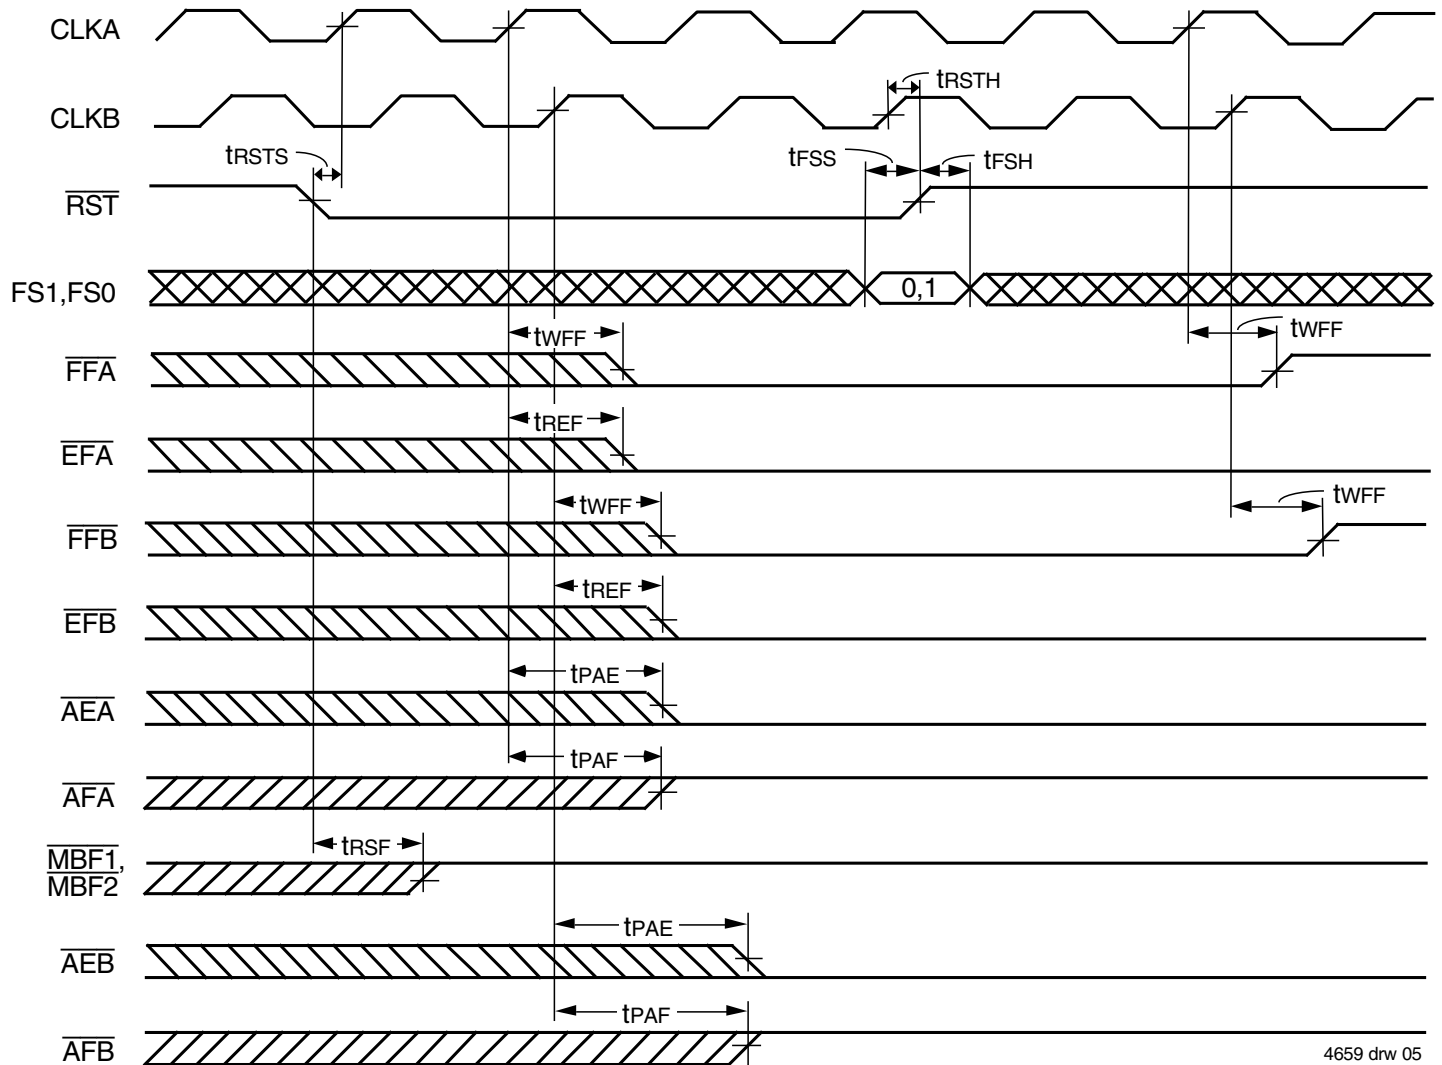 CLKA
CLKB
tRSTH
tRSTS
tFSS
tFSH
RST
FS1,FS0
0,1
tWFF
tWFF
FFA
tREF
EFA
tWFF
tWFF
FFB
tREF
EFB
tPAE
AEA
tPAF
AFA
tRSF
MBF1,
MBF2
tPAE
AEB
tPAF
AFB
4659 drw 05